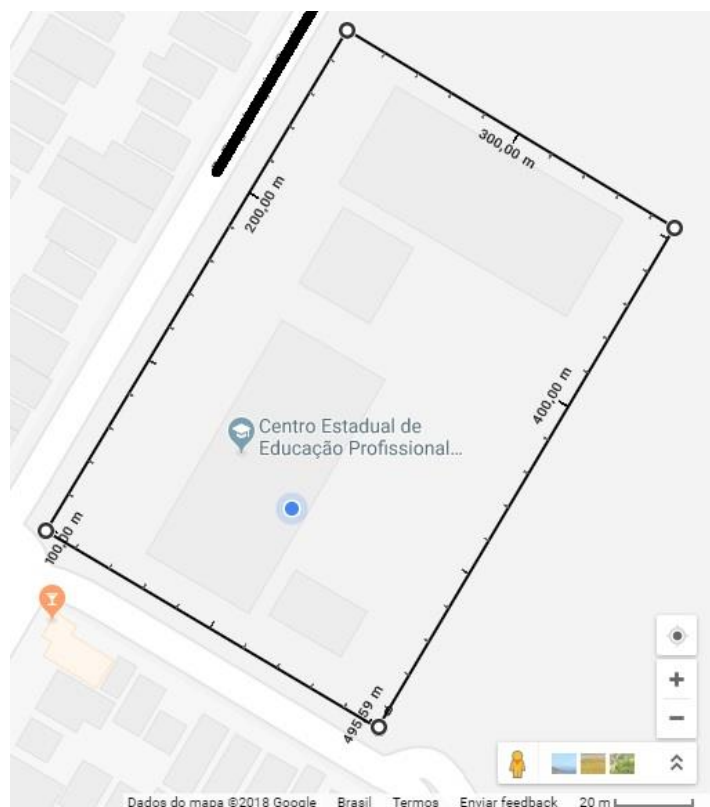 300,00 m
200,00 m
400,00 m
Centro Estadual de
Educação Profissional...
100,00 m
495,59 m
Dados do mapa ©2018 Google Brasil Termos Enviar feedback 20 m